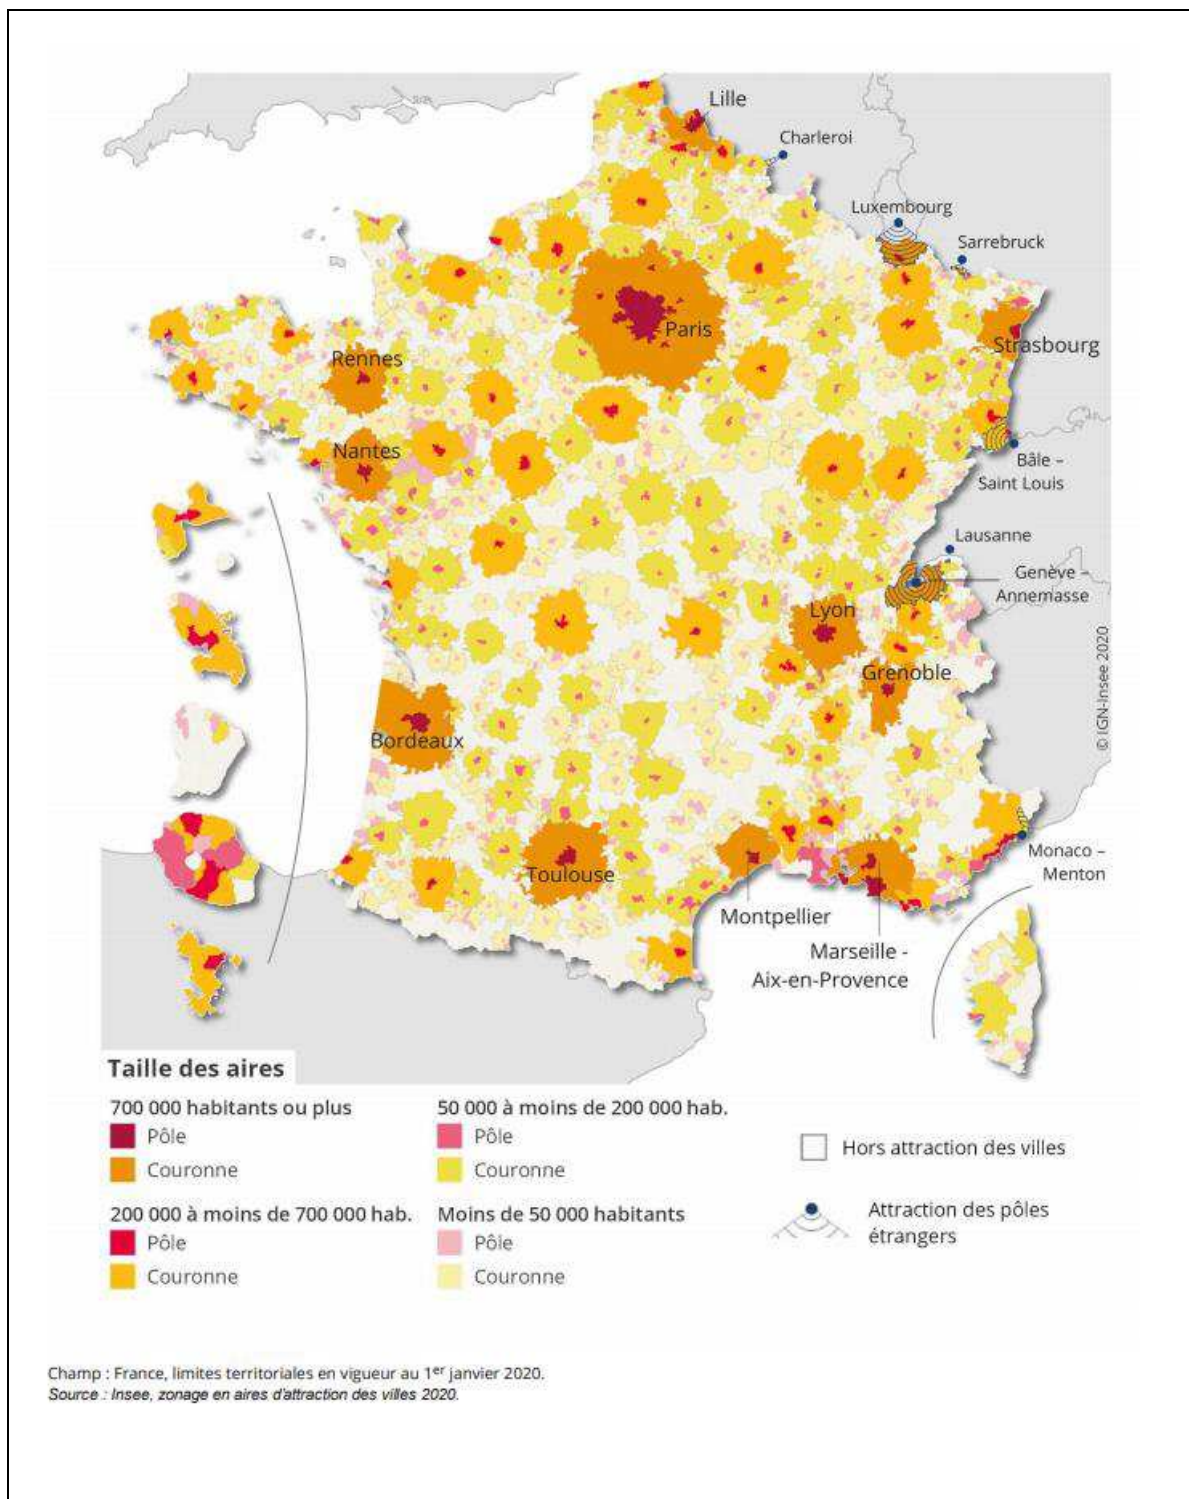 Lille
Charleroi
Luxembourg
Sarrebruck
Paris
Strasbourg
Rennes
Nantes
Bâle –
Saint Louis
Lausanne
Genève –
Annemasse
Lyon
Grenoble
Bordeaux
© IGN-Insee 2020
Toulouse
Monaco –
Menton
Montpellier
Marseille -
Aix-en-Provence
Taille des aires
700 000 habitants ou plus
Pôle
Couronne
50 000 à moins de 200 000 hab.
Pôle
Couronne
200 000 à moins de 700 000 hab.
Pôle
Couronne
Moins de 50 000 habitants
Pôle
Couronne
Hors attraction des villes
Attraction des pôles
étrangers
Champ : France, limites territoriales en vigueur au 1er janvier 2020.
Source : Insee, zonage en aires d'attraction des villes 2020.